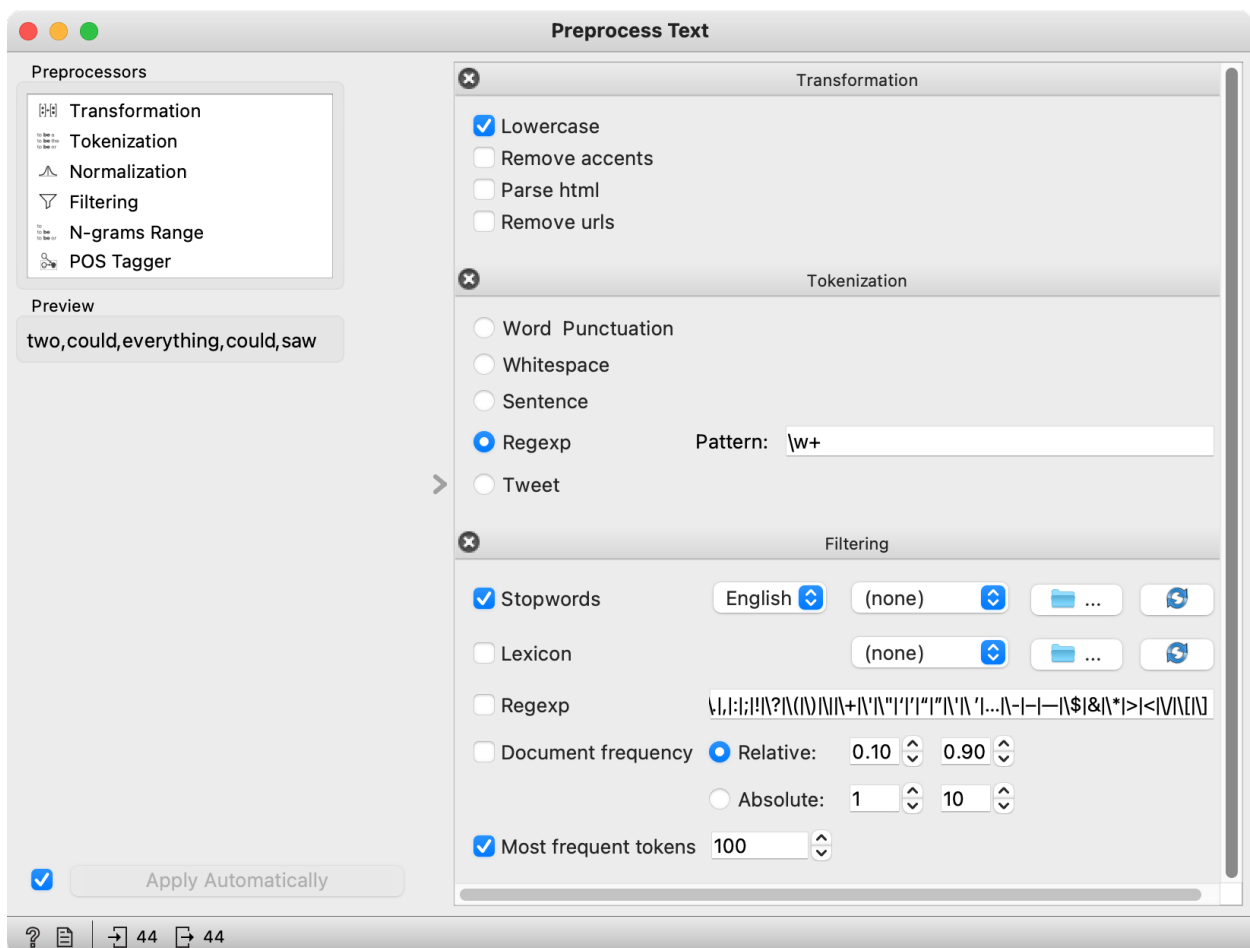 Preprocess Text
Preprocessors
Transformation
Tokenization
Normalization
Filtering
N-grams Range
POS Tagger
Preview
two,could,everything,could,saw
Apply Automatically
44 44
Transformation
Lowercase
Remove accents
Parse html
Remove urls
Tokenization
Word Punctuation
Whitespace
Sentence
Regexp Pattern: \w+
Tweet
Filtering
Stopwords English (none) ...
Lexicon (none) ...
Regexp \.|,|:|;|!|\?|\(|\)|\||\+|\'|\"|‘|’|“|”|\'|\ ’|…|\-|–|—|\$|&|\*|>|<|\/|\[|\]
Document frequency Relative: 0.10 0.90
Absolute: 1 10
Most frequent tokens 100